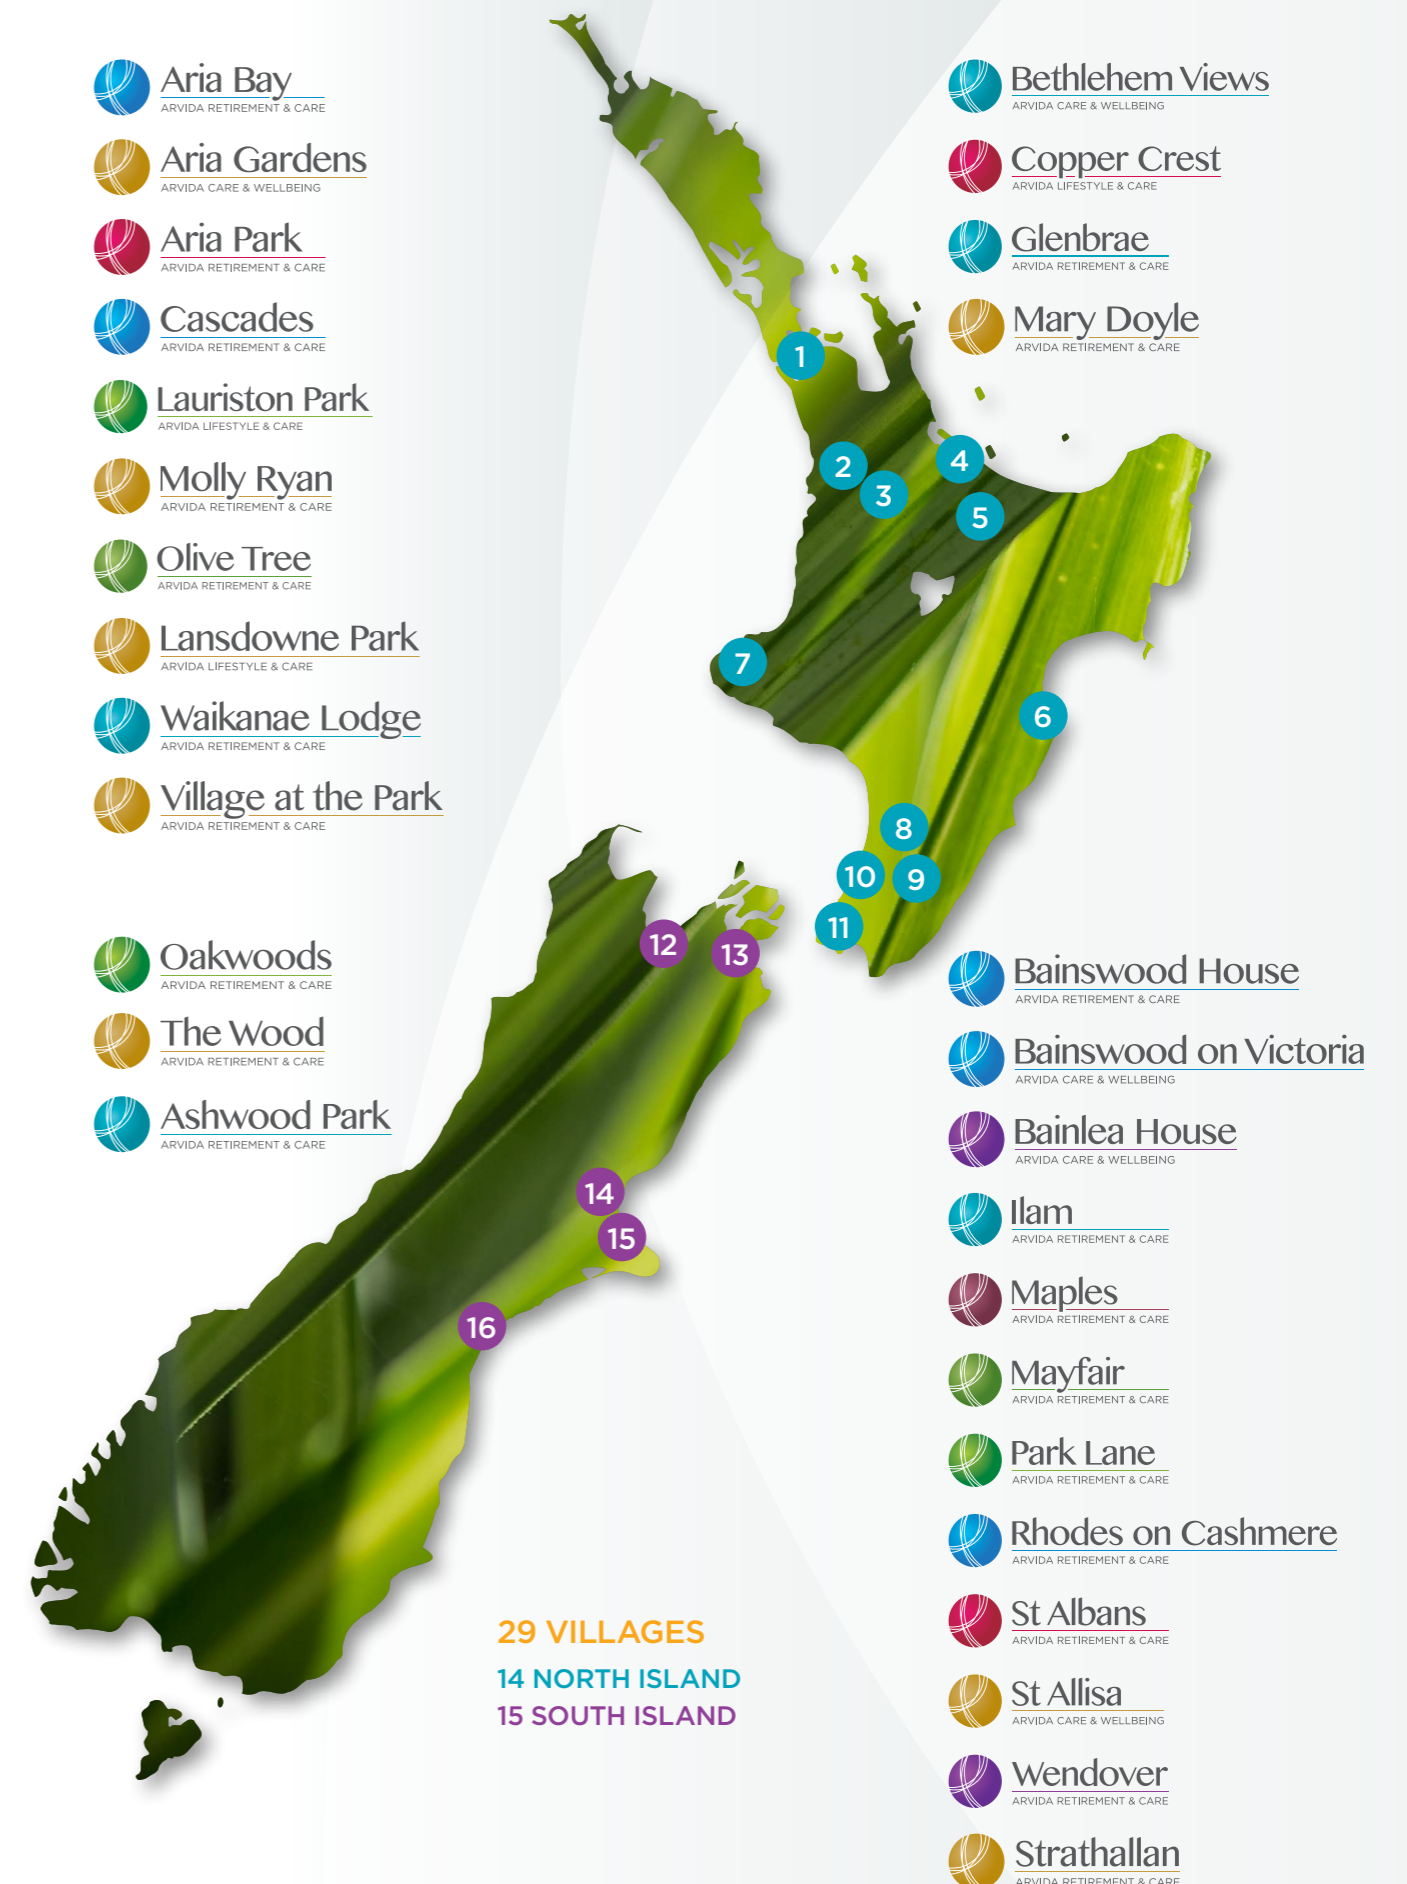 Aria Bay
ARVIDA RETIREMENT & CARE
Aria Gardens
ARVIDA CARE & WELLBEING
Aria Park
ARVIDA RETIREMENT & CARE
Cascades
ARVIDA RETIREMENT & CARE
Lauriston Park
ARVIDA LIFESTYLE & CARE
Molly Ryan
ARVIDA RETIREMENT & CARE
Olive Tree
ARVIDA RETIREMENT & CARE
Lansdowne Park
ARVIDA LIFESTYLE & CARE
Waikanae Lodge
ARVIDA RETIREMENT & CARE
Village at the Park
ARVIDA RETIREMENT & CARE
Bethlehem Views
ARVIDA CARE & WELLBEING
Copper Crest
ARVIDA LIFESTYLE & CARE
Glenbrae
ARVIDA RETIREMENT & CARE
Mary Doyle
ARVIDA RETIREMENT & CARE
1
2
3
4
5
7
6
8
10
9
11
12
13
14
15
16
Oakwoods
ARVIDA RETIREMENT & CARE
The Wood
ARVIDA RETIREMENT & CARE
Ashwood Park
ARVIDA RETIREMENT & CARE
Bainswood House
ARVIDA RETIREMENT & CARE
Bainswood on Victoria
ARVIDA CARE & WELLBEING
Bainlea House
ARVIDA CARE & WELLBEING
Ilam
ARVIDA RETIREMENT & CARE
Maples
ARVIDA RETIREMENT & CARE
Mayfair
ARVIDA RETIREMENT & CARE
Park Lane
ARVIDA RETIREMENT & CARE
Rhodes on Cashmere
ARVIDA RETIREMENT & CARE
St Albans
ARVIDA RETIREMENT & CARE
St Allisa
ARVIDA CARE & WELLBEING
Wendover
ARVIDA RETIREMENT & CARE
Strathallan
ARVIDA RETIREMENT & CARE
29 VILLAGES
14 NORTH ISLAND
15 SOUTH ISLAND